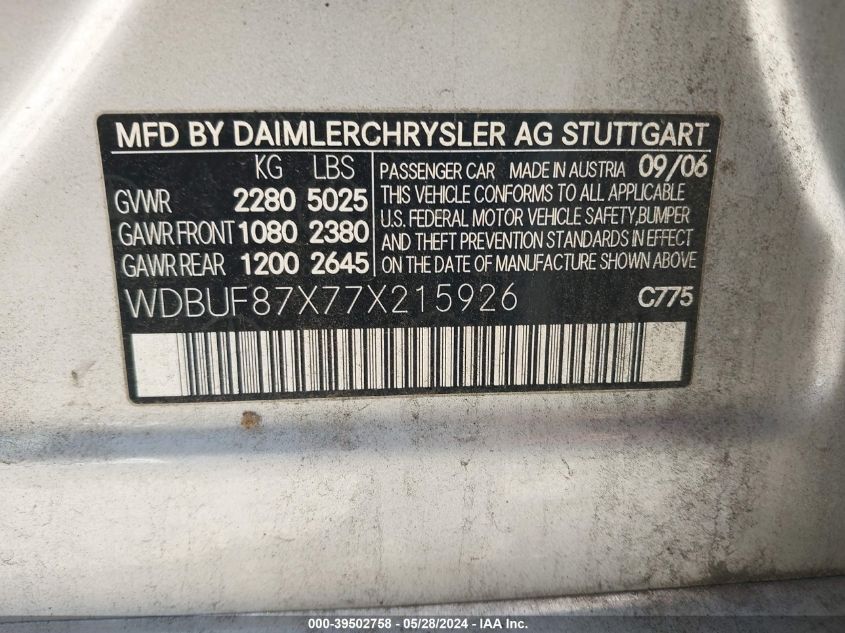 MFD BY DAIMLERCHRYSLER AG STUTTGART
KG LBS
GVWR 2280 5025
GAWR FRONT 1080 2380
GAWR REAR 1200 2645
PASSENGER CAR MADE IN AUSTRIA 09/06
THIS VEHICLE CONFORMS TO ALL APPLICABLE
U.S. FEDERAL MOTOR VEHICLE SAFETY,BUMPER
AND THEFT PREVENTION STANDARDS IN EFFECT
ON THE DATE OF MANUFACTURE SHOWN ABOVE
WDBUF87X77X215926 C775
000-39502758 - 05/28/2024 - IAAI.com.